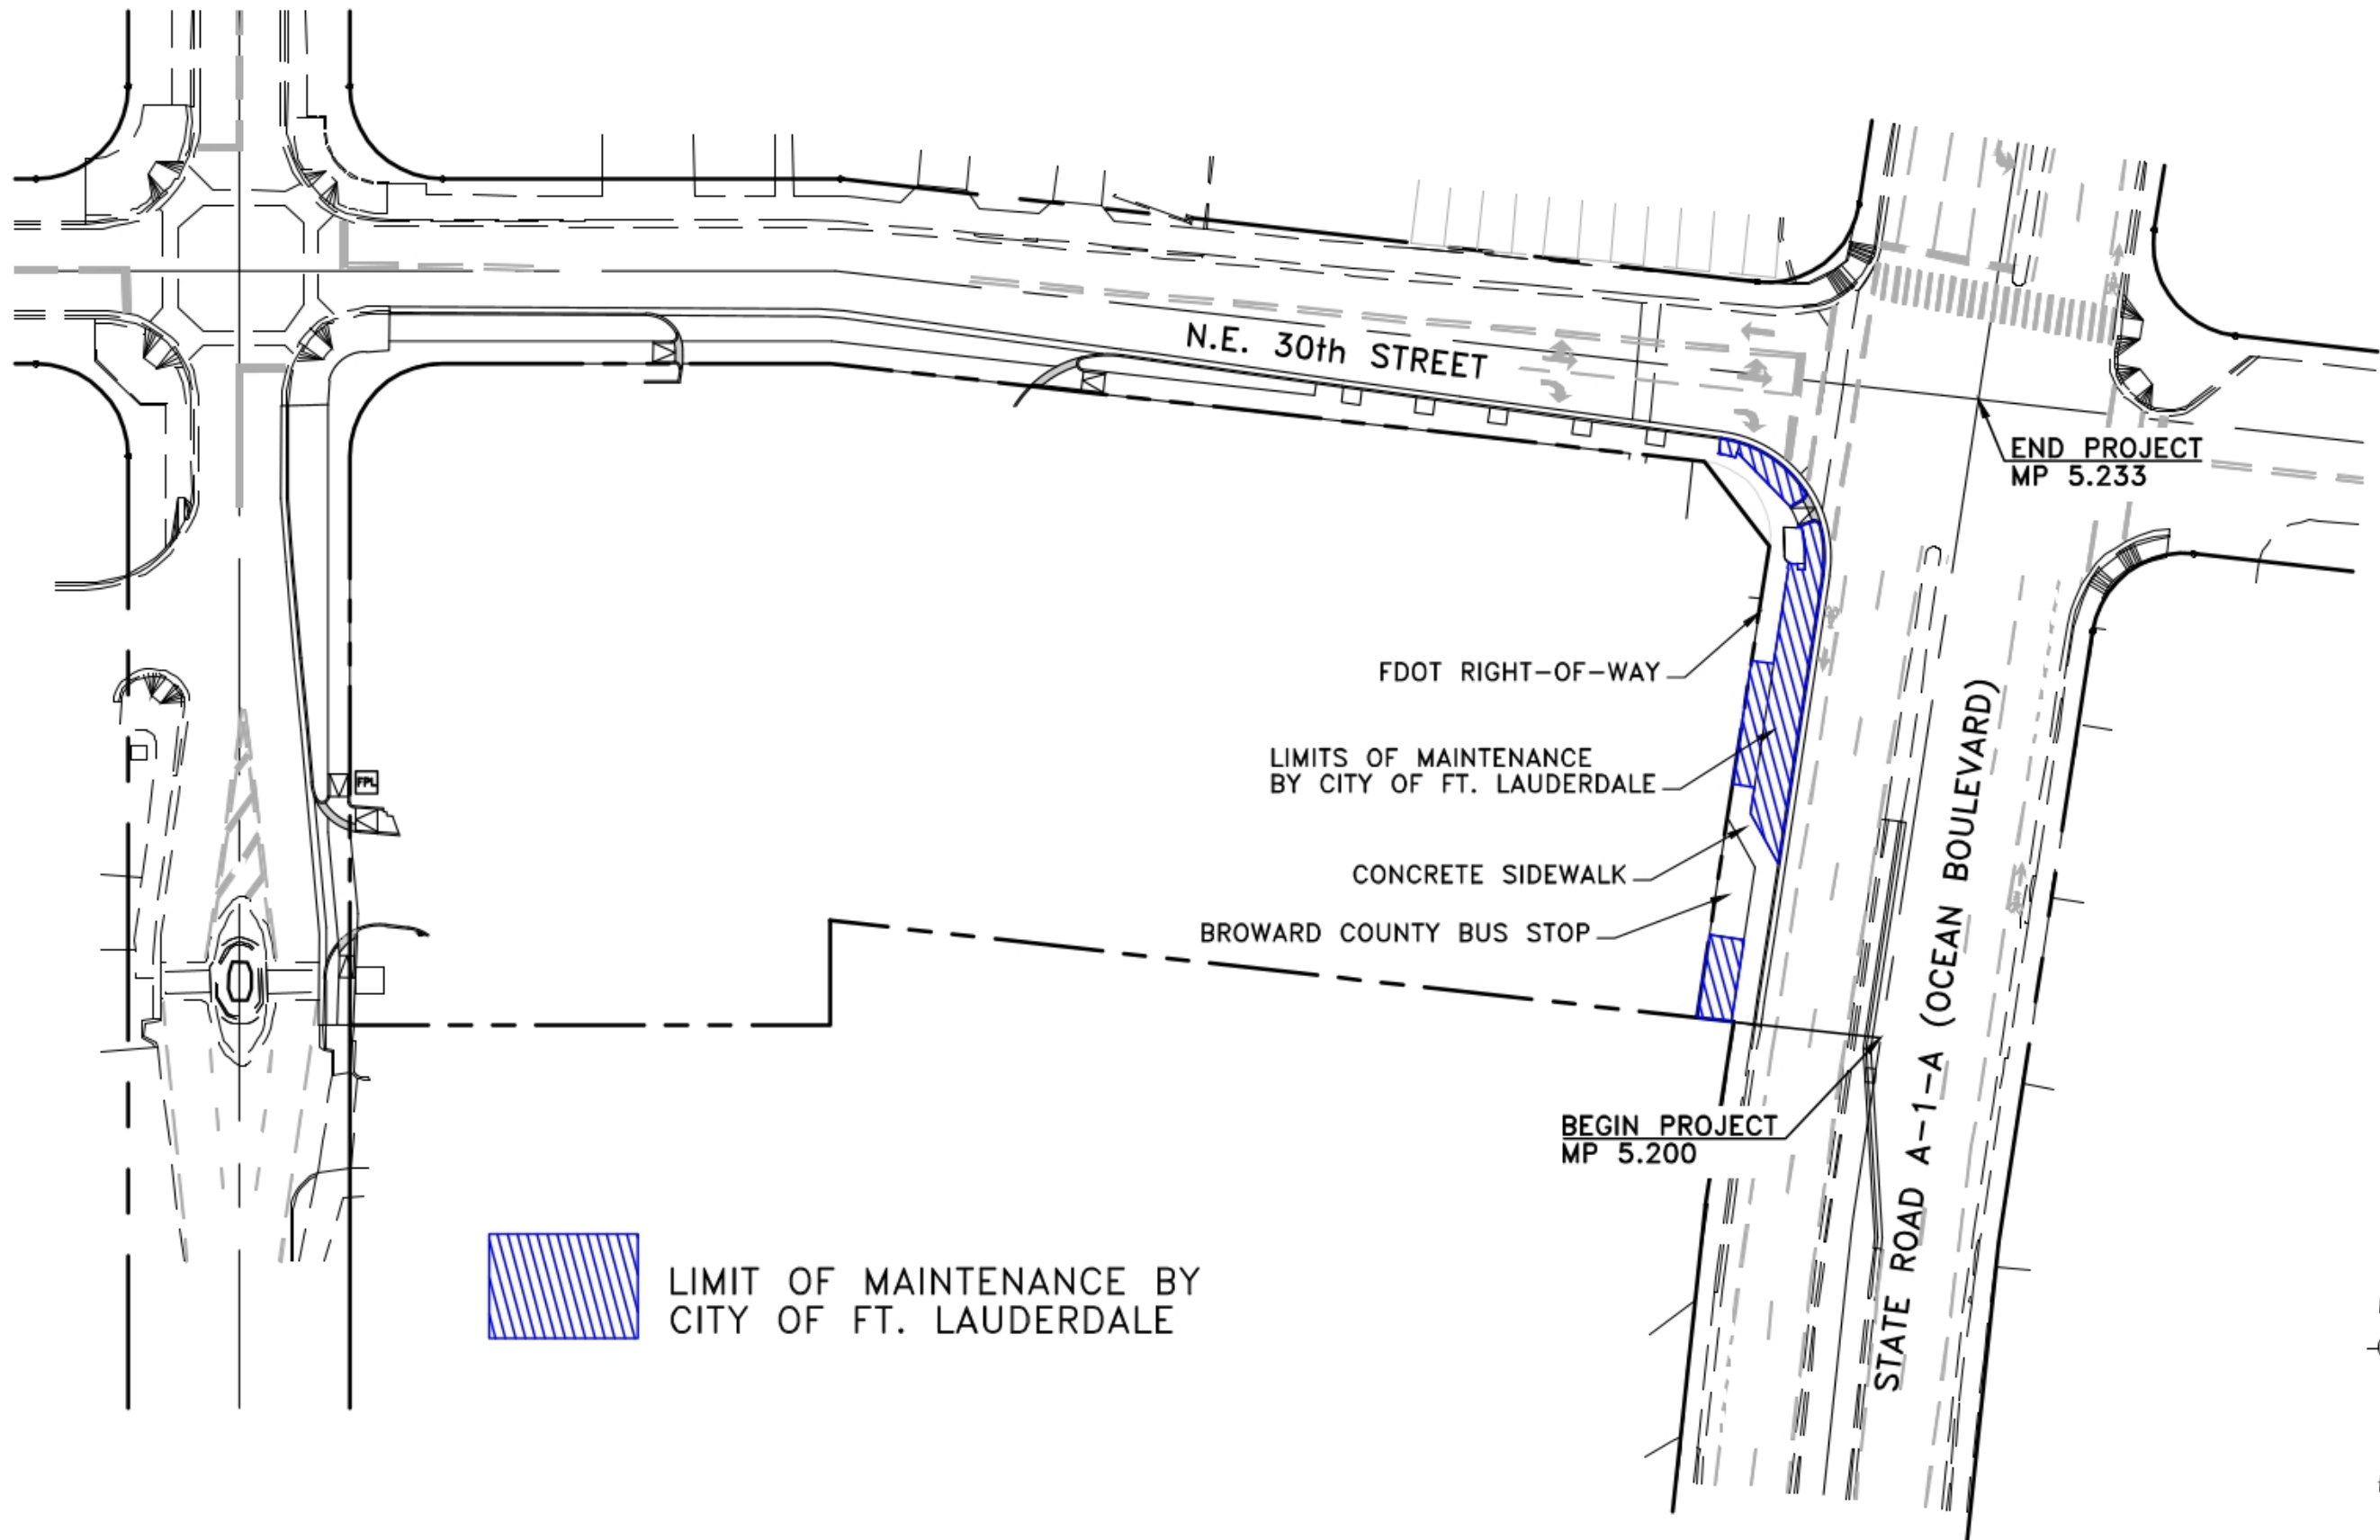 N.E. 30th STREET
END PROJECT
MP 5.233
FDOT RIGHT-OF-WAY
LIMITS OF MAINTENANCE
BY CITY OF FT. LAUDERDALE
FPL
CONCRETE SIDEWALK
BROWARD COUNTY BUS STOP
STATE ROAD A-1-A (OCEAN BOULEVARD)
BEGIN PROJECT
MP 5.200
LIMIT OF MAINTENANCE BY
CITY OF FT. LAUDERDALE